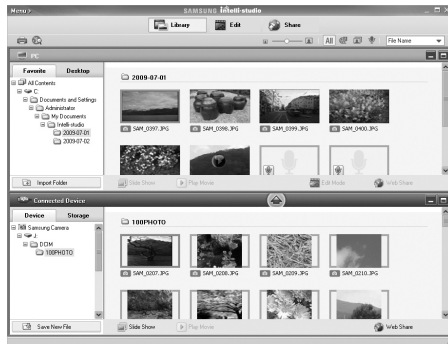 Menu
SAMSUNG Intelli-studio
Library
Edit
Share
All
File Name
PC
Favorite
Desktop
All Contents
C
Documents and Settings
Administrator
My Documents
Intelli-studio
2009-07-01
2009-07-02
Import Folder
2009-07-01
SAM_0397.JPG
SAM_0398.JPG
SAM_0399.JPG
SAM_0400.JPG
Slide Show
Play Movie
Edit Mode
Web Share
Connected Device
Device
Storage
Samsung Camera
J:
DCIM
100PHOTO
Save New File
100PHOTO
SAM_0207.JPG
SAM_0208.JPG
SAM_0209.JPG
SAM_0210.JPG
Slide Show
Play Movie
Web Share